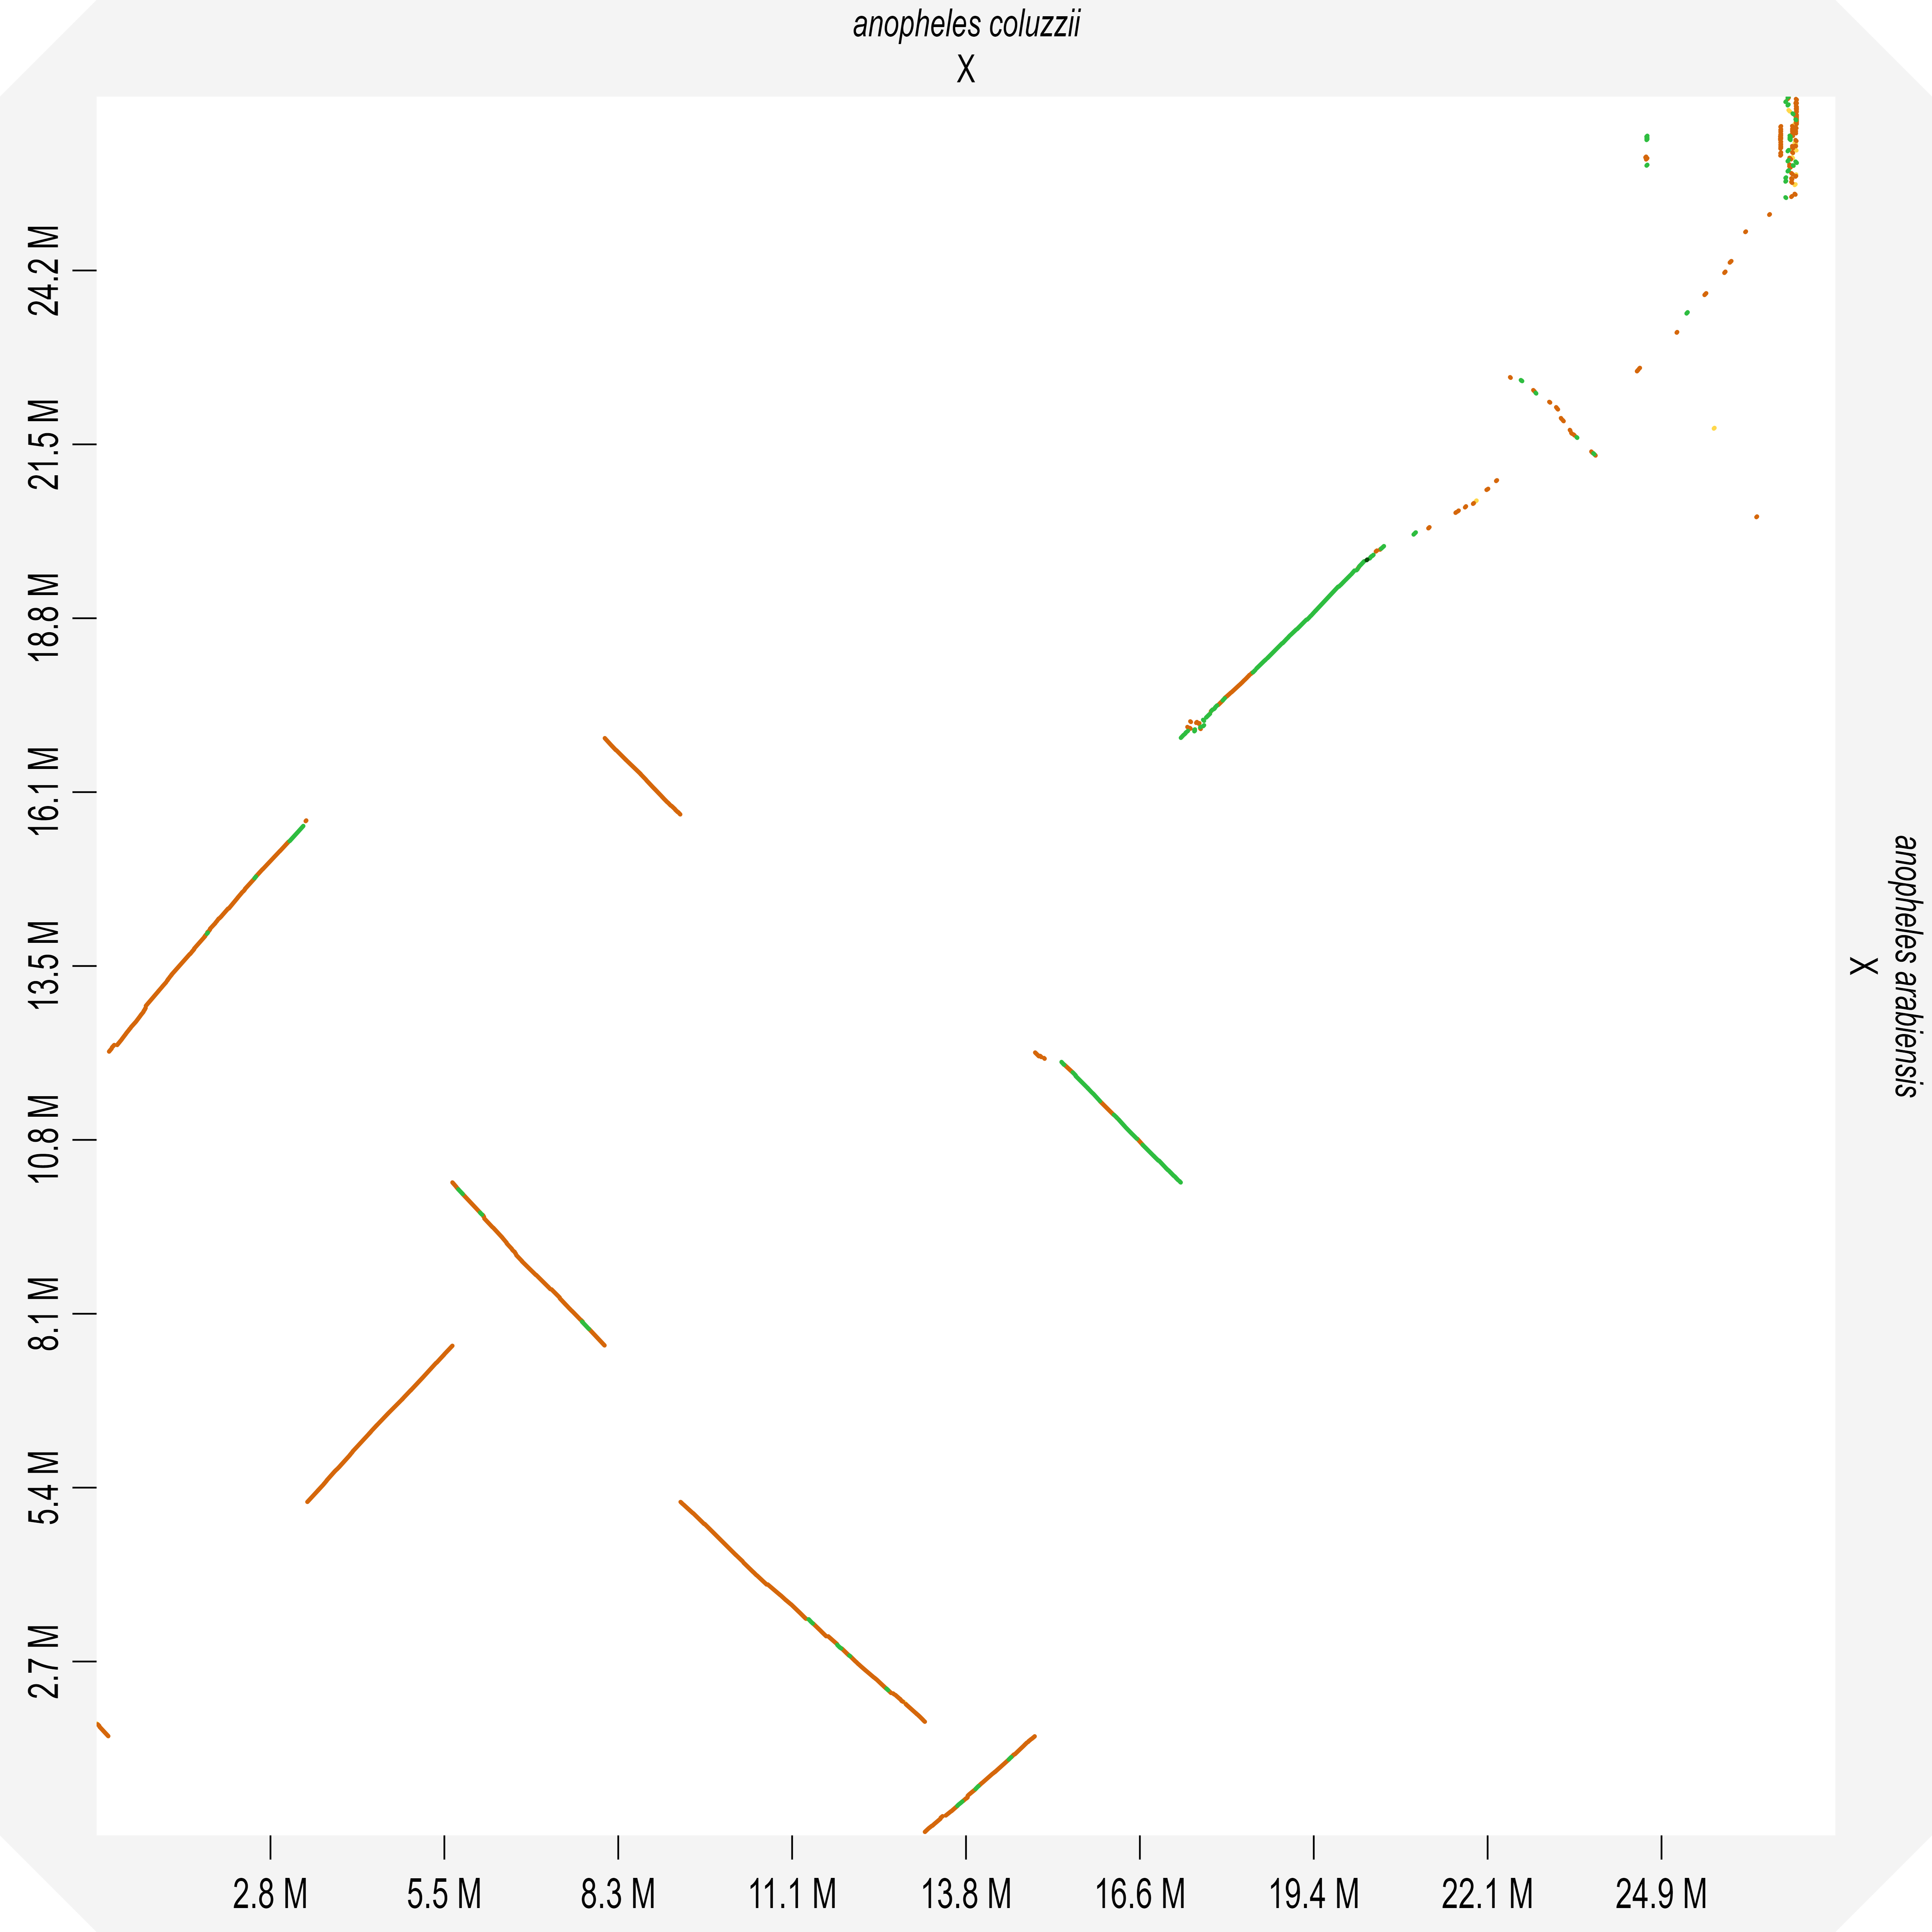 anopheles coluzzii
X
24.2 M
21.5 M
18.8 M
16.1 M
13.5 M
10.8 M
8.1 M
5.4 M
2.7 M
anopheles arabiensis
X
2.8 M
5.5 M
8.3 M
11.1 M
13.8 M
16.6 M
19.4 M
22.1 M
24.9 M